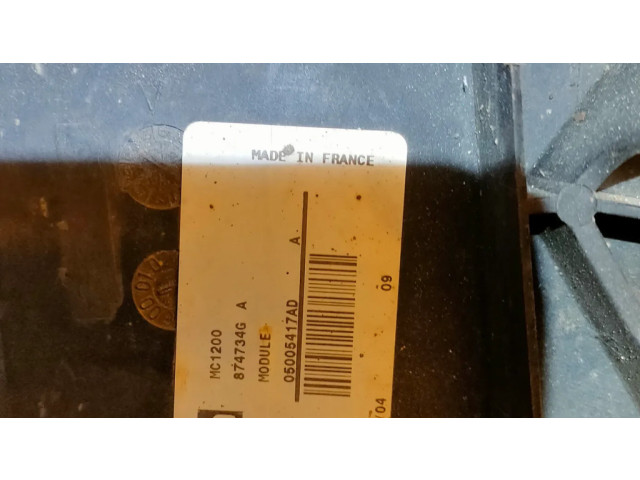 MADE IN FRANCE
MC1200
874734G A
MODULE
05005417AD A
09
/04